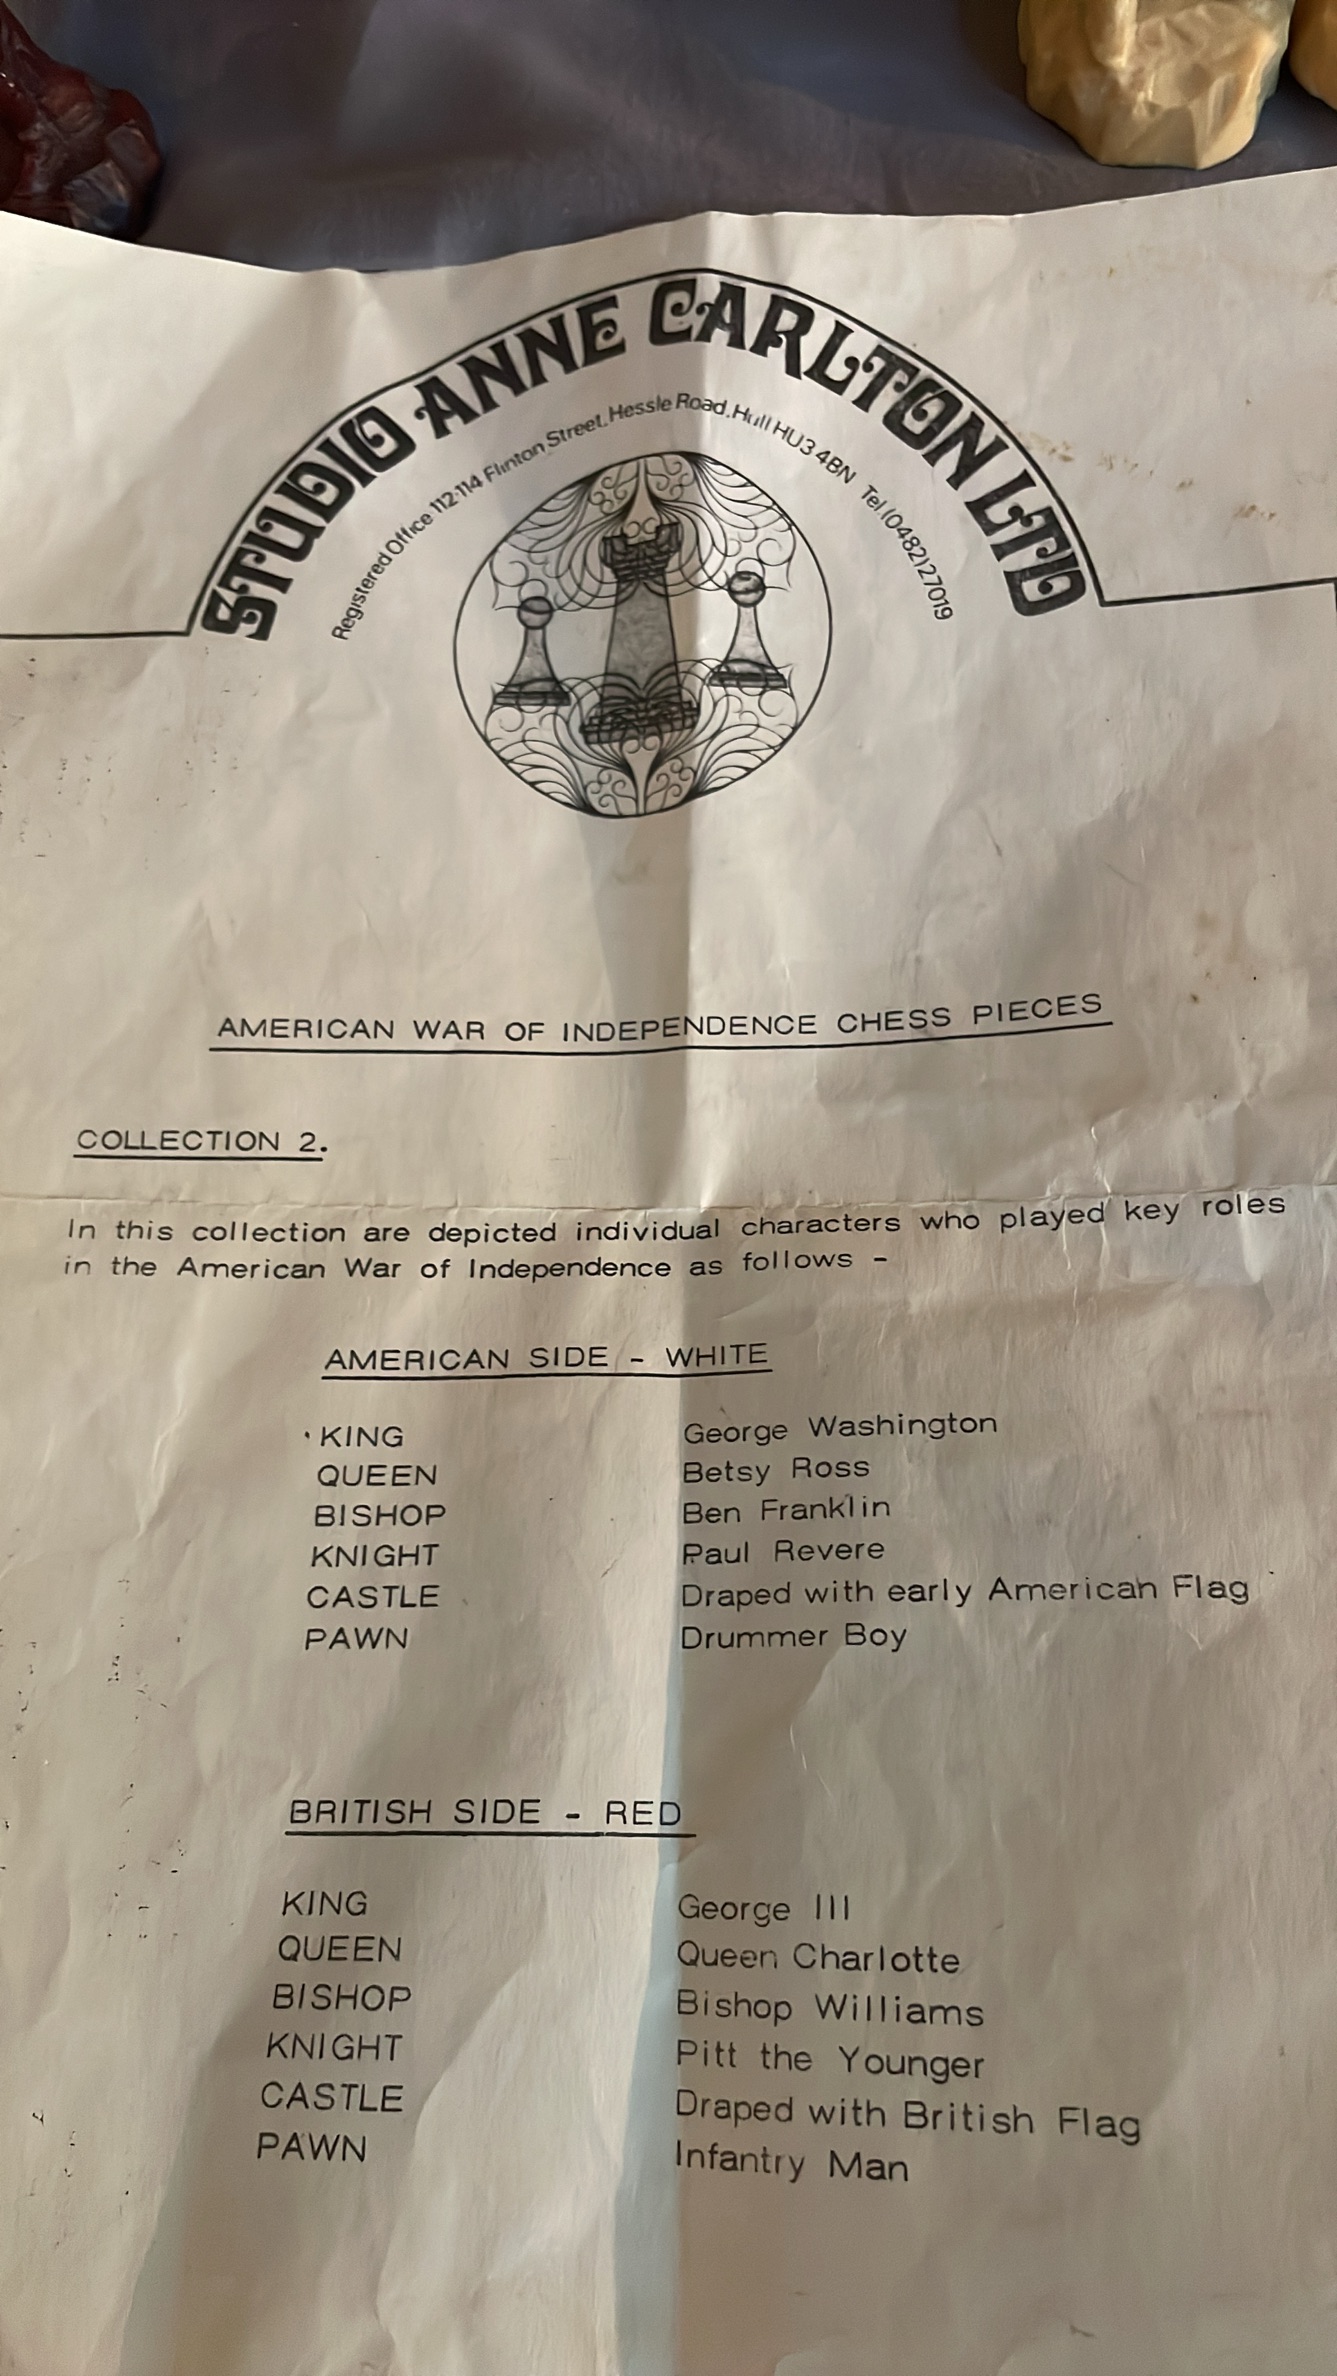 STUDIO ANNE CARLTON LTD
Registered Office 112-114 Flinton Street, Hessle Road, Hull HU3 4BN Tel. (0482) 27019
AMERICAN WAR OF INDEPENDENCE CHESS PIECES
COLLECTION 2.
In this collection are depicted individual characters who played key roles
in the American War of Independence as follows -
AMERICAN SIDE - WHITE
KING George Washington
QUEEN Betsy Ross
BISHOP Ben Franklin
KNIGHT Paul Revere
CASTLE Draped with early American Flag
PAWN Drummer Boy
BRITISH SIDE - RED
KING George III
QUEEN Queen Charlotte
BISHOP Bishop Williams
KNIGHT Pitt the Younger
CASTLE Draped with British Flag
PAWN Infantry Man